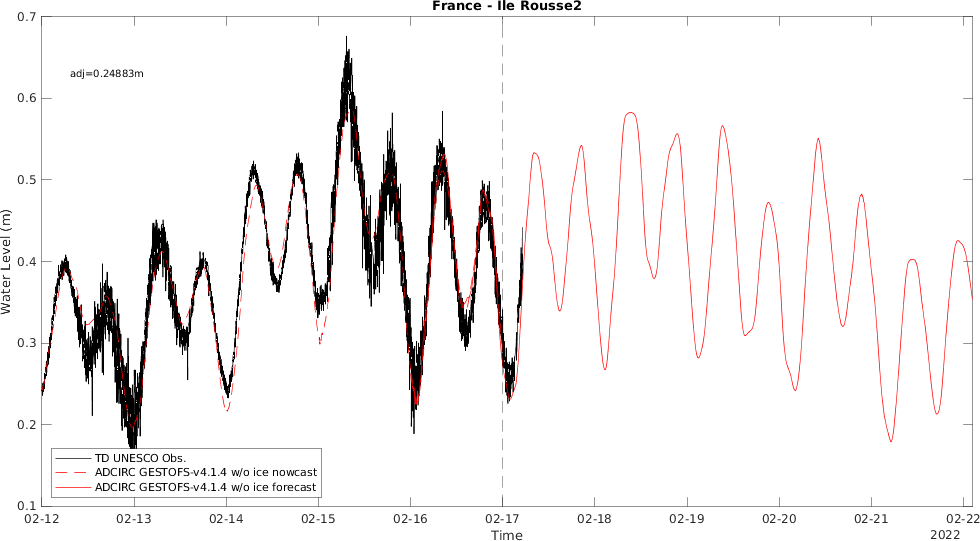 France - Ile Rousse2
adj=0.24883m
0.7
0.6
0.5
0.4
0.3
0.2
0.1
Water Level (m)
TD UNESCO Obs.
ADCIRC GESTOFS-v4.1.4 w/o ice nowcast
ADCIRC GESTOFS-v4.1.4 w/o ice forecast
02-12 02-13 02-14 02-15 02-16 02-17 02-18 02-19 02-20 02-21 02-22
Time
2022